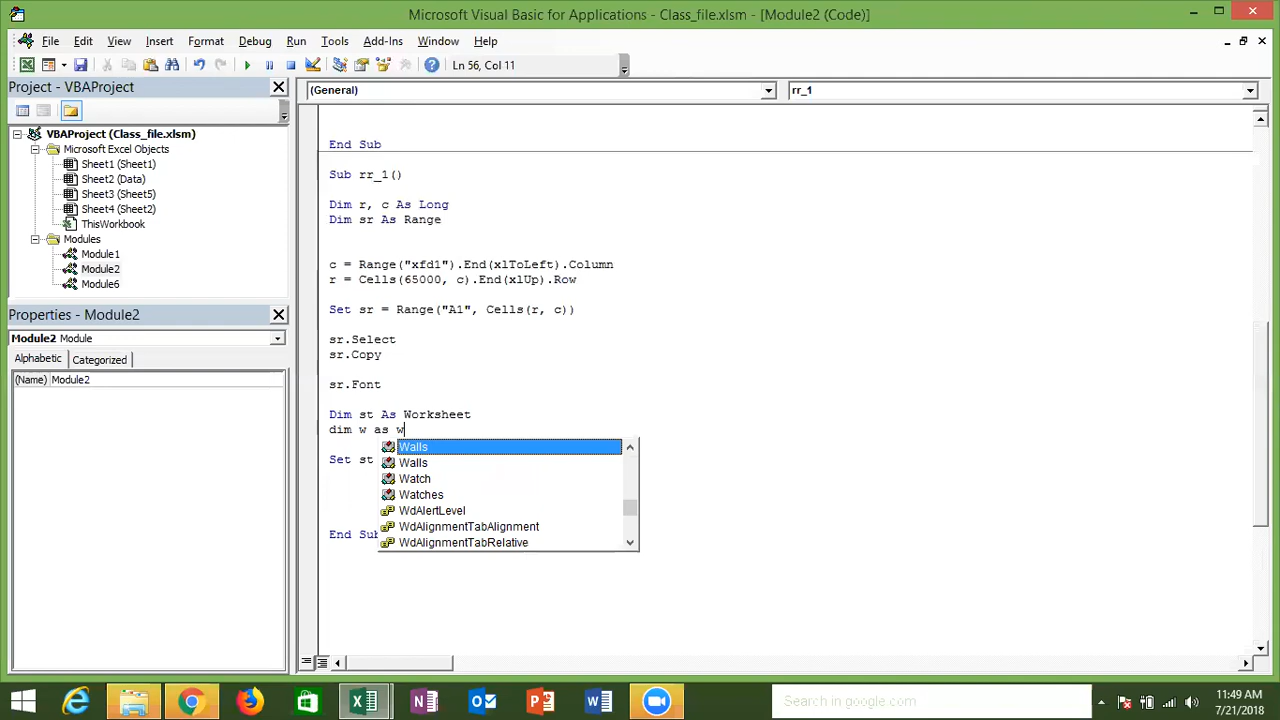 Microsoft Visual Basic for Applications - Class_file.xlsm - [Module2 (Code)]
File Edit View Insert Format Debug Run Tools Add-Ins Window Help
Ln 56, Col 11
Project - VBAProject
(General)
rr_1
VBAProject (Class_file.xlsm)
Microsoft Excel Objects
Sheet1 (Sheet1)
Sheet2 (Data)
Sheet3 (Sheet5)
Sheet4 (Sheet2)
ThisWorkbook
Modules
Module1
Module2
Module6
Properties - Module2
Module2 Module
Alphabetic Categorized
(Name) Module2
End Sub
Sub rr_1()
Dim r, c As Long
Dim sr As Range
c = Range("xfd1").End(xlToLeft).Column
r = Cells(65000, c).End(xlUp).Row
Set sr = Range("A1", Cells(r, c))
sr.Select
sr.Copy
sr.Font
Dim st As Worksheet
dim w as w
Set st
End Sub
Walls
Walls
Watch
Watches
WdAlertLevel
WdAlignmentTabAlignment
WdAlignmentTabRelative
Search in google.com
11:49 AM
7/21/2018